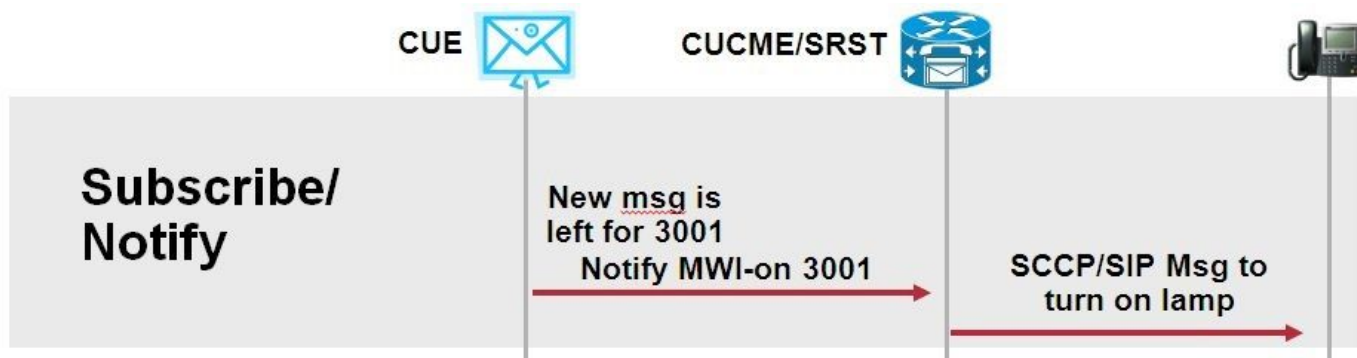 CUE
CUCME/SRST
Subscribe/
Notify
New msg is
left for 3001
Notify MWI-on 3001
SCCP/SIP Msg to
turn on lamp